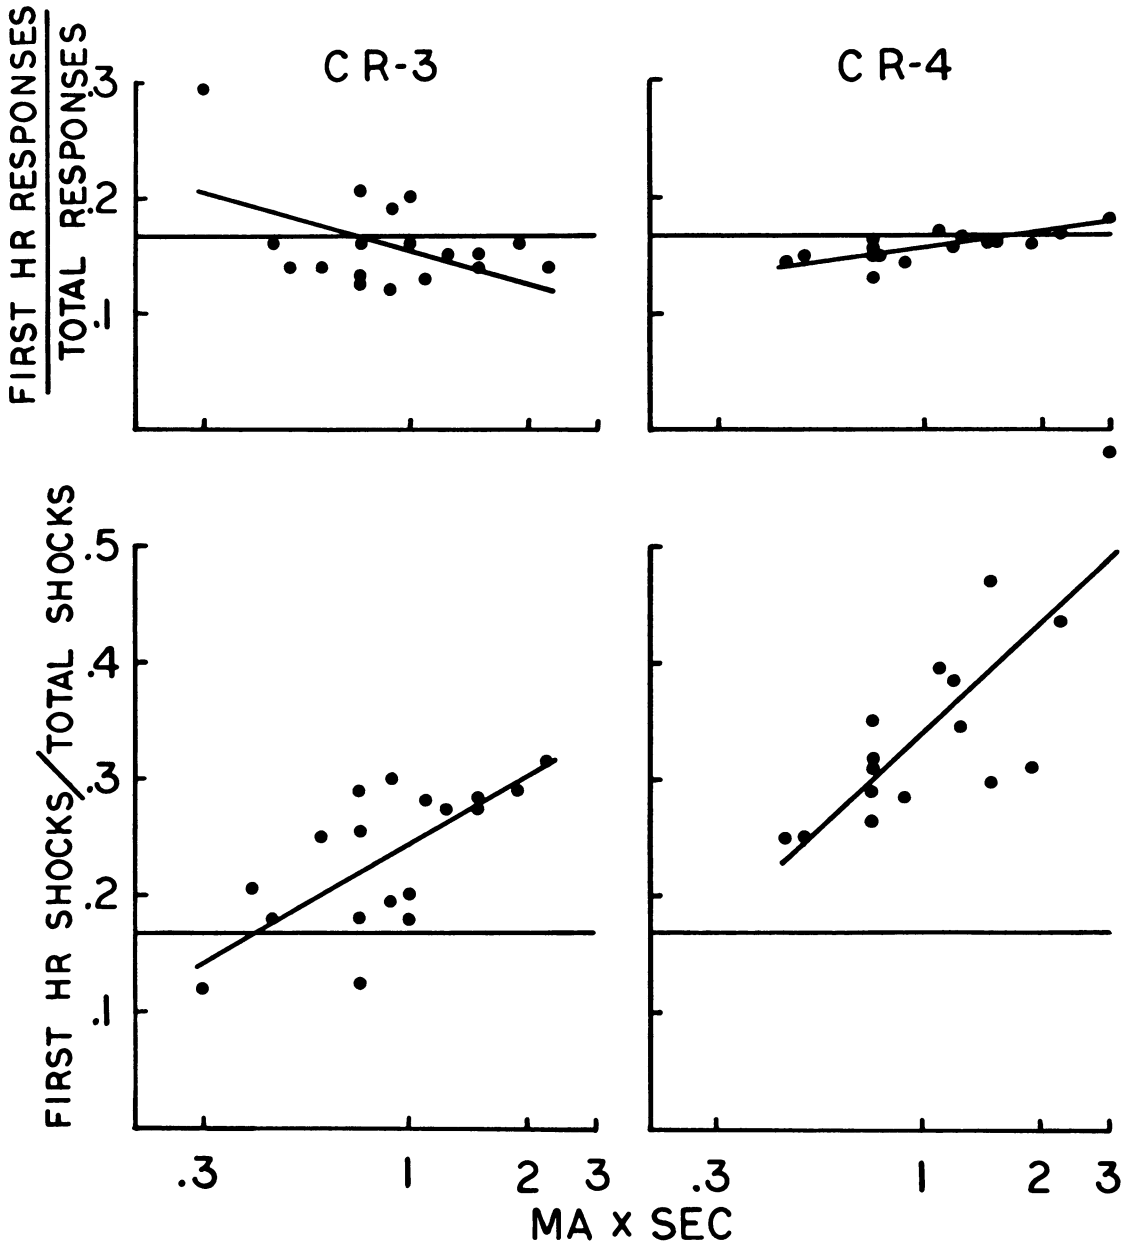 CR-3
CR-4
FIRST HR RESPONSES
TOTAL RESPONSES
.3
.2
.1
FIRST HR SHOCKS/TOTAL SHOCKS
.5
.4
.3
.2
.1
.3 1 2 3
.3 1 2 3
MA X SEC